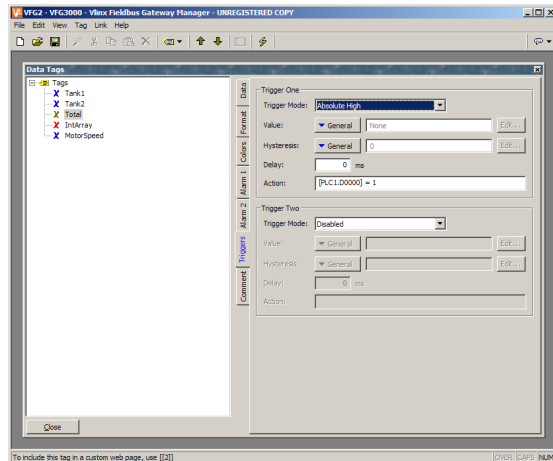 VFG2 - VFG3000 - Vlinx Fieldbus Gateway Manager - UNREGISTERED COPY
File Edit View Tag Link Help
Data Tags
Tags
Tank1
Tank2
Total
IntArray
MotorSpeed
Data
Format
Colors
Alarm 1
Alarm 2
Triggers
Comment
Trigger One
Trigger Mode: Absolute High
Value: General None Edit...
Hysteresis: General 0 Edit...
Delay: 0 ms
Action: [PLC1.D0000] = 1
Trigger Two
Trigger Mode: Disabled
Value: General Edit...
Hysteresis: General Edit...
Delay: 0 ms
Action:
Close
To include this tag in a custom web page, use [[2]]
OVER CAPS NUM